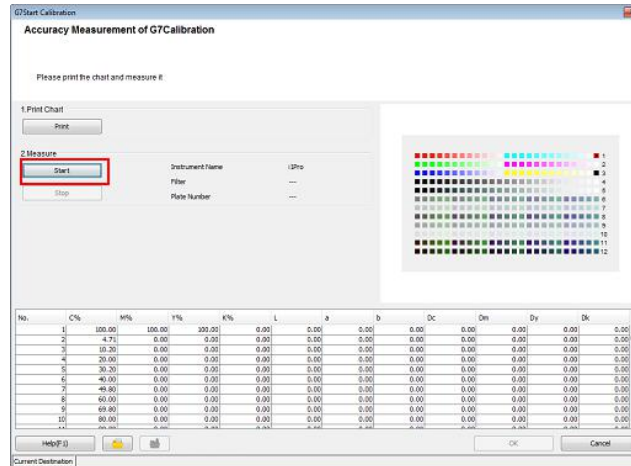 G7Start Calibration
Accuracy Measurement of G7Calibration
Please print the chart and measure it
1.Print Chart
Print
2.Measure
Start
Instrument Name i1Pro
Filter ---
Stop
Plate Number ---
1
2
3
4
5
6
7
8
9
10
11
12
No. C% M% Y% K% L a b Dc Dm Dy Dk
1 100.00 100.00 100.00 0.00 0.00 0.00 0.00 0.00 0.00 0.00 0.00
2 4.71 0.00 0.00 0.00 0.00 0.00 0.00 0.00 0.00 0.00 0.00
3 10.20 0.00 0.00 0.00 0.00 0.00 0.00 0.00 0.00 0.00 0.00
4 20.00 0.00 0.00 0.00 0.00 0.00 0.00 0.00 0.00 0.00 0.00
5 30.20 0.00 0.00 0.00 0.00 0.00 0.00 0.00 0.00 0.00 0.00
6 40.00 0.00 0.00 0.00 0.00 0.00 0.00 0.00 0.00 0.00 0.00
7 49.80 0.00 0.00 0.00 0.00 0.00 0.00 0.00 0.00 0.00 0.00
8 60.00 0.00 0.00 0.00 0.00 0.00 0.00 0.00 0.00 0.00 0.00
9 69.80 0.00 0.00 0.00 0.00 0.00 0.00 0.00 0.00 0.00 0.00
10 80.00 0.00 0.00 0.00 0.00 0.00 0.00 0.00 0.00 0.00 0.00
Help(F1) OK Cancel
Current Destination